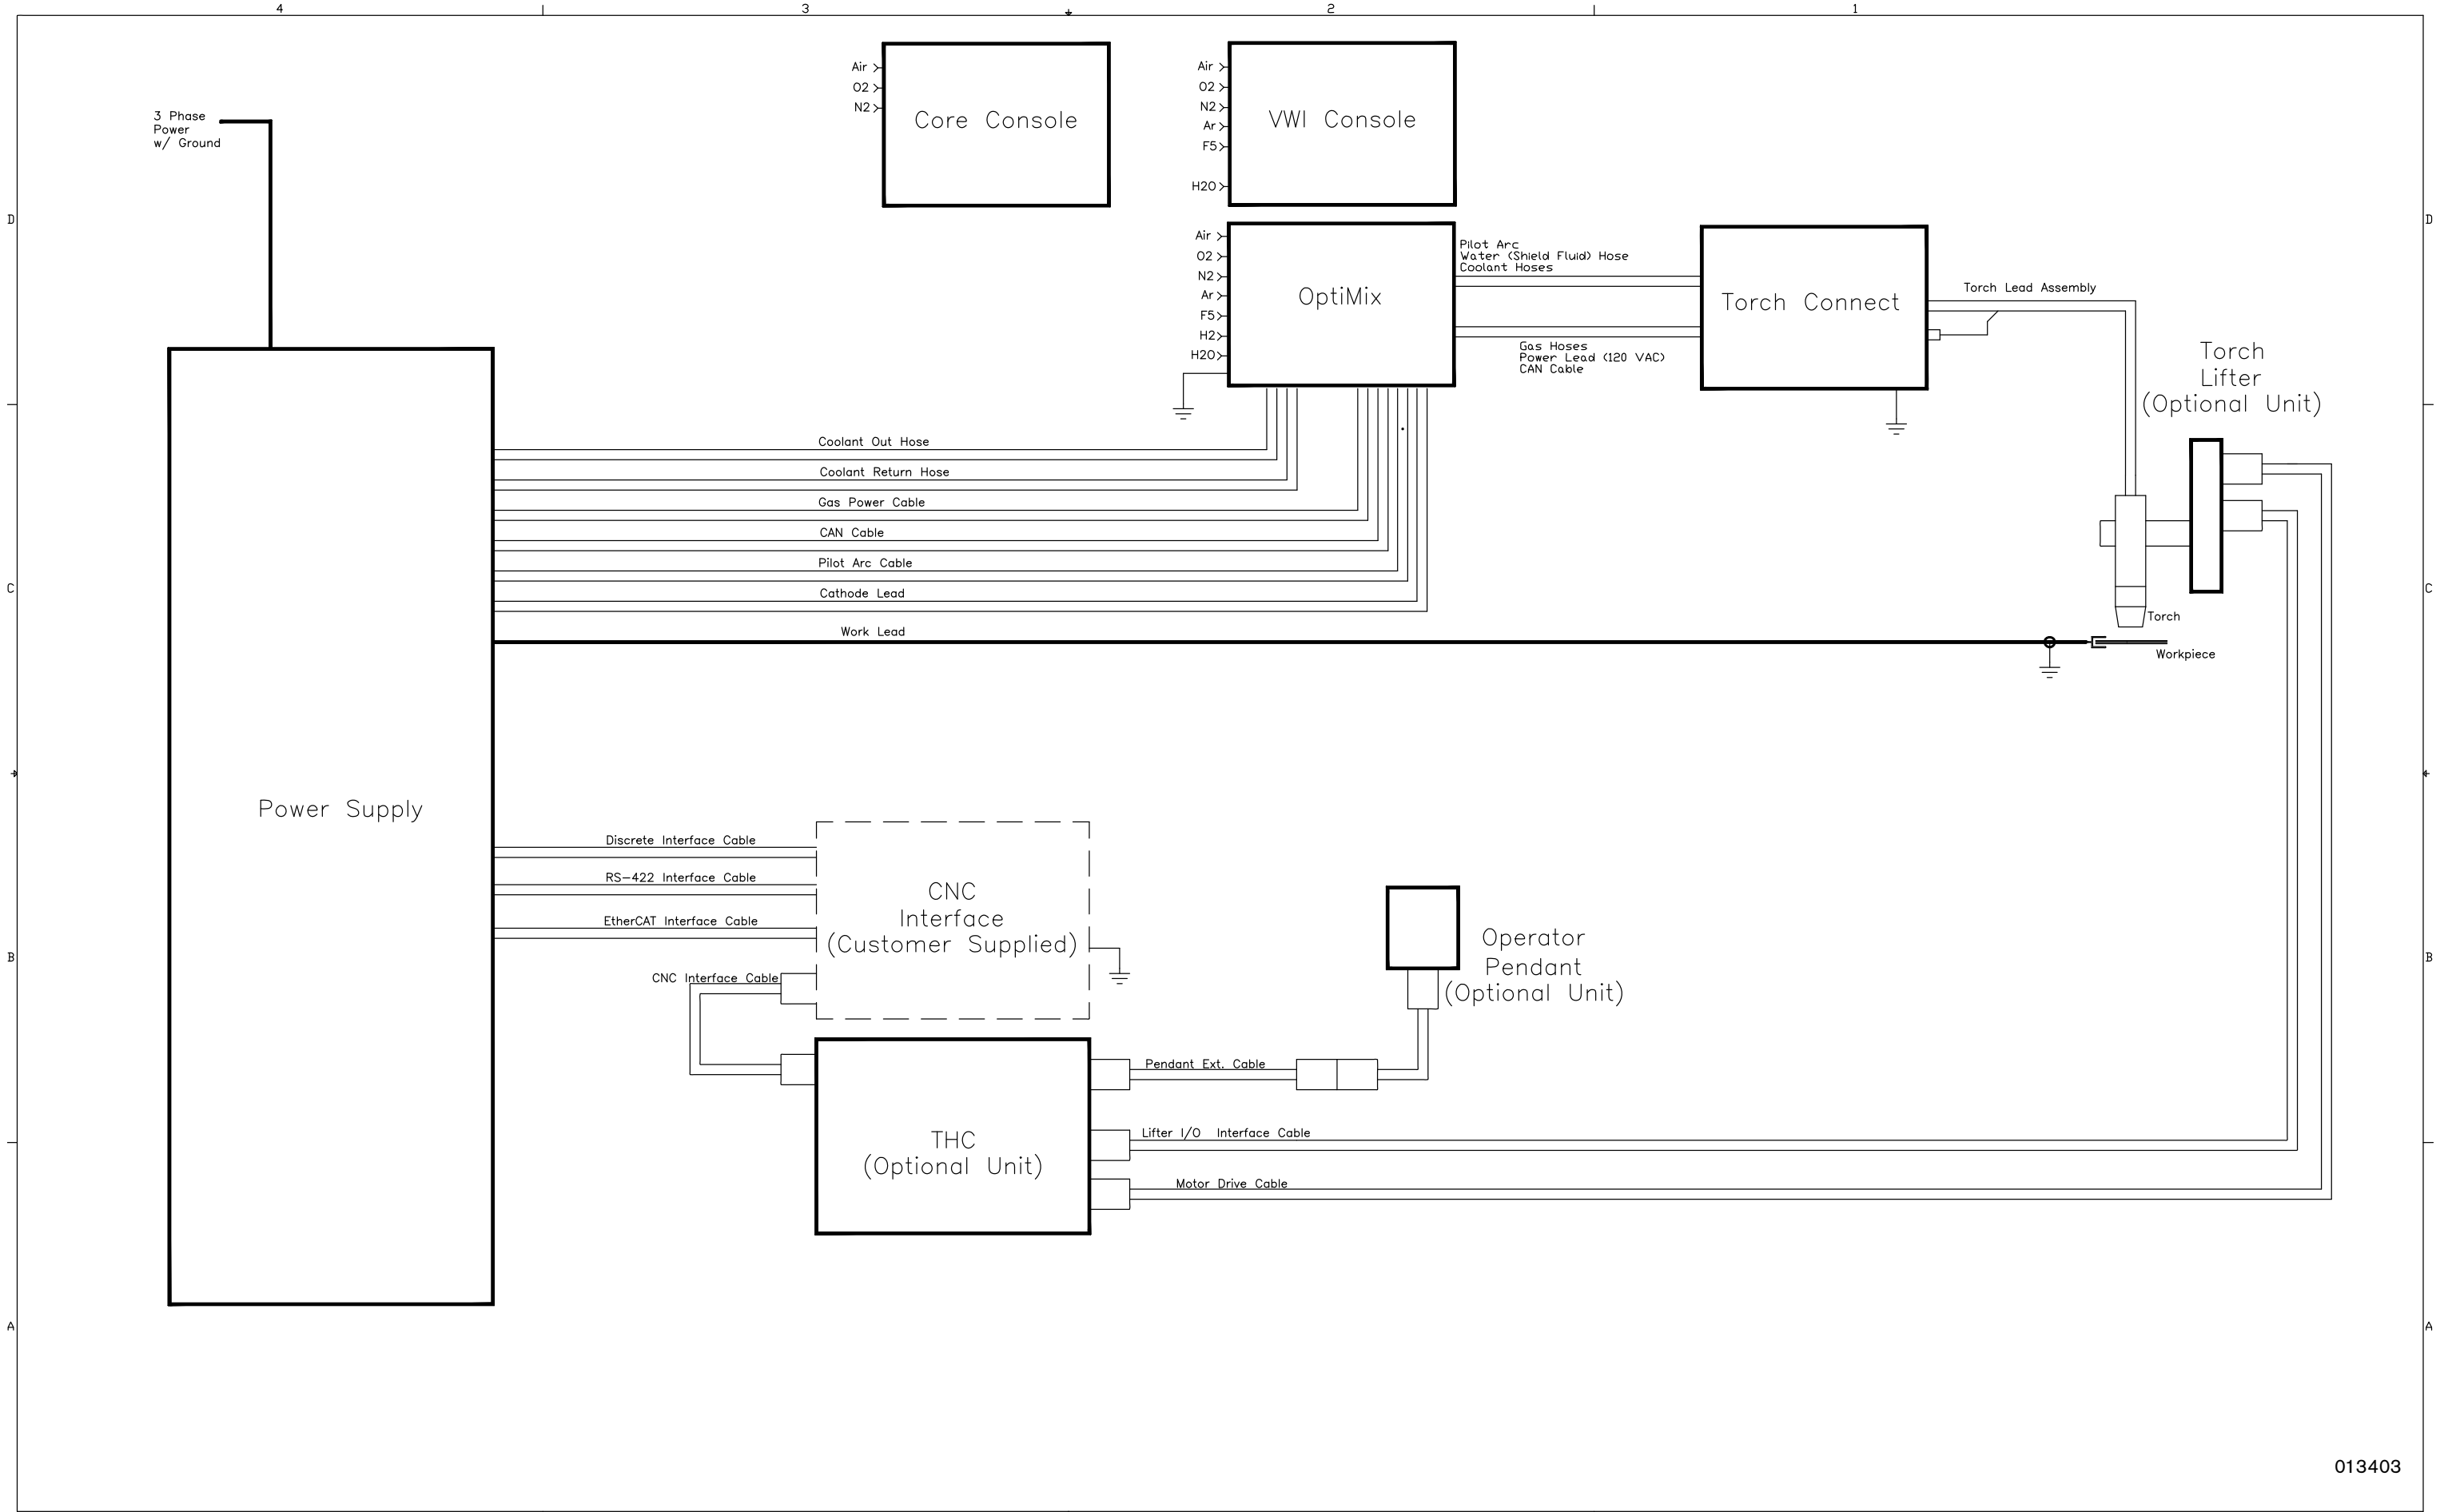 4
3
2
1
Air
O2
N2
Core Console
Air
O2
N2
Ar
F5
H2O
VWI Console
3 Phase
Power
w/ Ground
D
D
Air
O2
N2
Ar
F5
H2
H2O
OptiMix
Pilot Arc
Water (Shield Fluid) Hose
Coolant Hoses
Gas Hoses
Power Lead (120 VAC)
CAN Cable
Torch Connect
Torch Lead Assembly
Torch
Lifter
(Optional Unit)
Coolant Out Hose
Coolant Return Hose
Gas Power Cable
CAN Cable
Pilot Arc Cable
Cathode Lead
Work Lead
C
C
Torch
Workpiece
Power Supply
Discrete Interface Cable
RS-422 Interface Cable
EtherCAT Interface Cable
CNC Interface Cable
CNC
Interface
(Customer Supplied)
Operator
Pendant
(Optional Unit)
B
B
Pendant Ext. Cable
Lifter I/O Interface Cable
Motor Drive Cable
THC
(Optional Unit)
A
A
013403